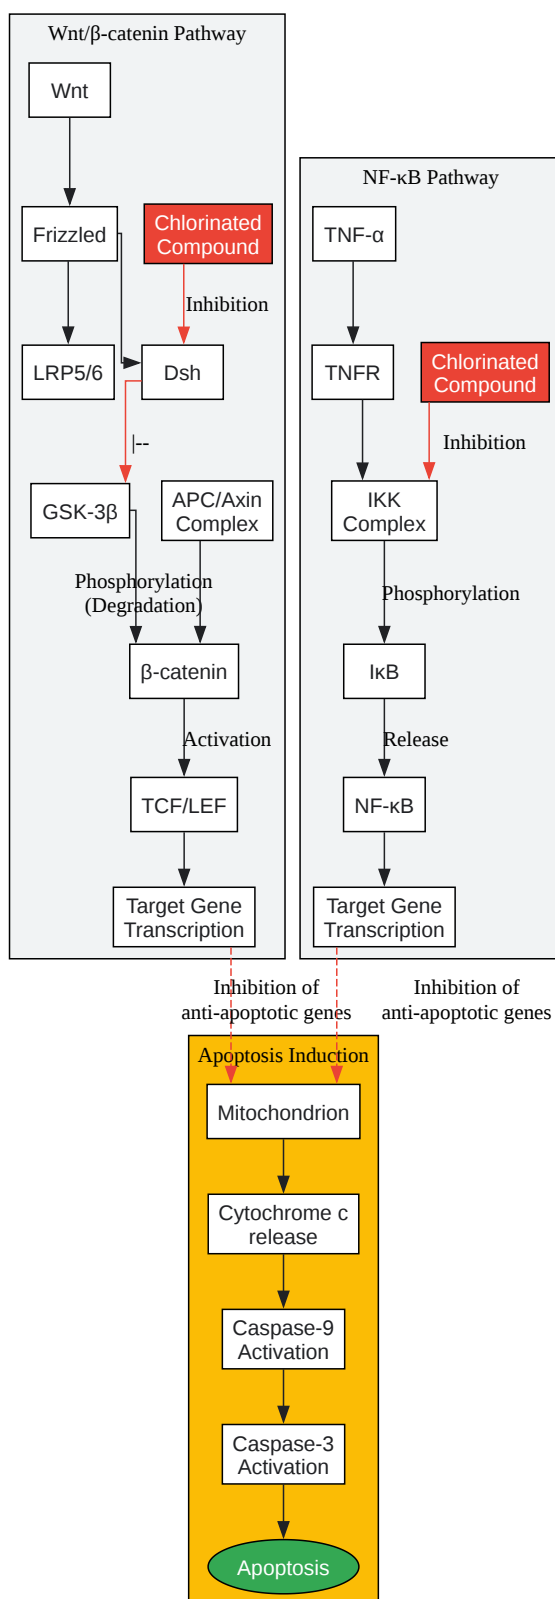 Wnt/β-catenin Pathway
Wnt
Frizzled
Chlorinated
Compound
Inhibition
LRP5/6
Dsh
|--
GSK-3β
APC/Axin
Complex
Phosphorylation
(Degradation)
β-catenin
Activation
TCF/LEF
Target Gene
Transcription
NF-κB Pathway
TNF-α
TNFR
Chlorinated
Compound
Inhibition
IKK
Complex
Phosphorylation
IκB
Release
NF-κB
Target Gene
Transcription
Inhibition of
anti-apoptotic genes
Inhibition of
anti-apoptotic genes
Apoptosis Induction
Mitochondrion
Cytochrome c
release
Caspase-9
Activation
Caspase-3
Activation
Apoptosis